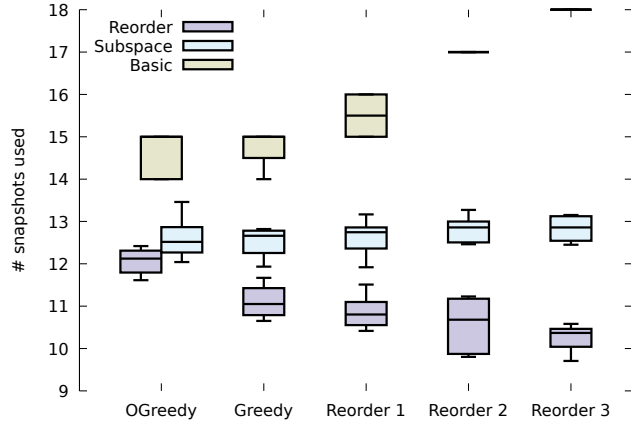 18
17
16
15
14
13
12
11
10
9
# snapshots used
Reorder
Subspace
Basic
OGreedy Greedy Reorder 1 Reorder 2 Reorder 3